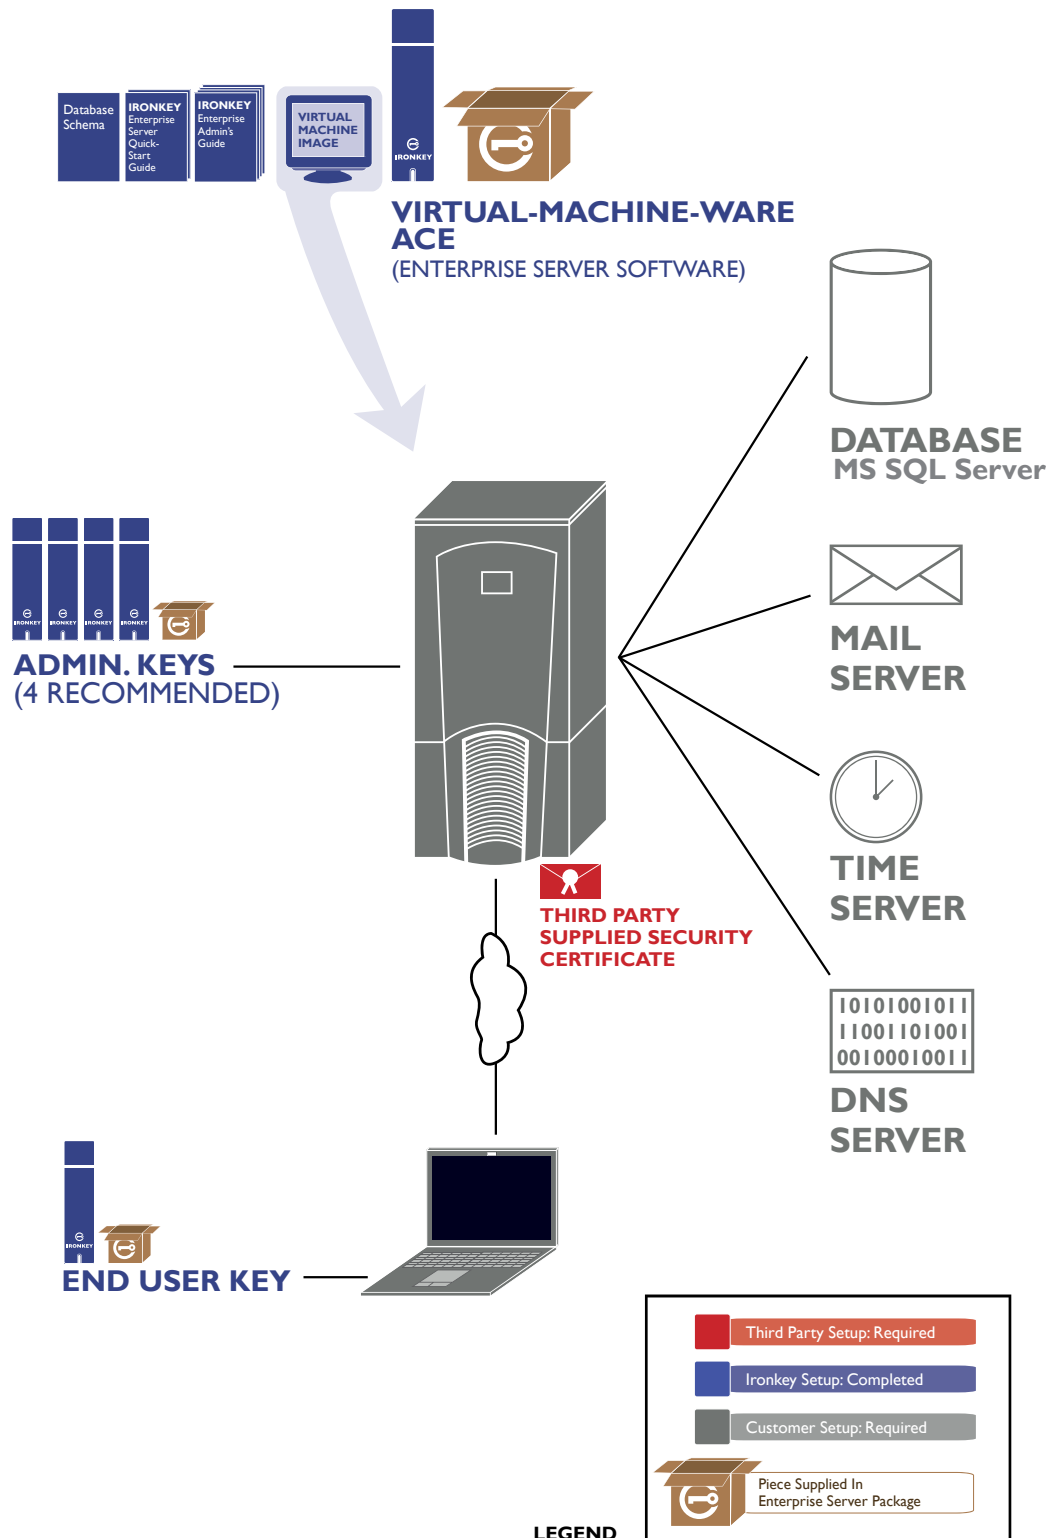 Database
Schema
IRONKEY
Enterprise
Server
Quick-
Start
Guide
IRONKEY
Enterprise
Admin's
Guide
VIRTUAL
MACHINE
IMAGE
IRONKEY
VIRTUAL-MACHINE-WARE
ACE
(ENTERPRISE SERVER SOFTWARE)
DATABASE
MS SQL Server
IRONKEY
IRONKEY
IRONKEY
IRONKEY
ADMIN. KEYS
(4 RECOMMENDED)
MAIL
SERVER
TIME
SERVER
THIRD PARTY
SUPPLIED SECURITY
CERTIFICATE
10101001011
11001101001
00100010011
DNS
SERVER
IRONKEY
END USER KEY
Third Party Setup: Required
Ironkey Setup: Completed
Customer Setup: Required
Piece Supplied In
Enterprise Server Package
LEGEND